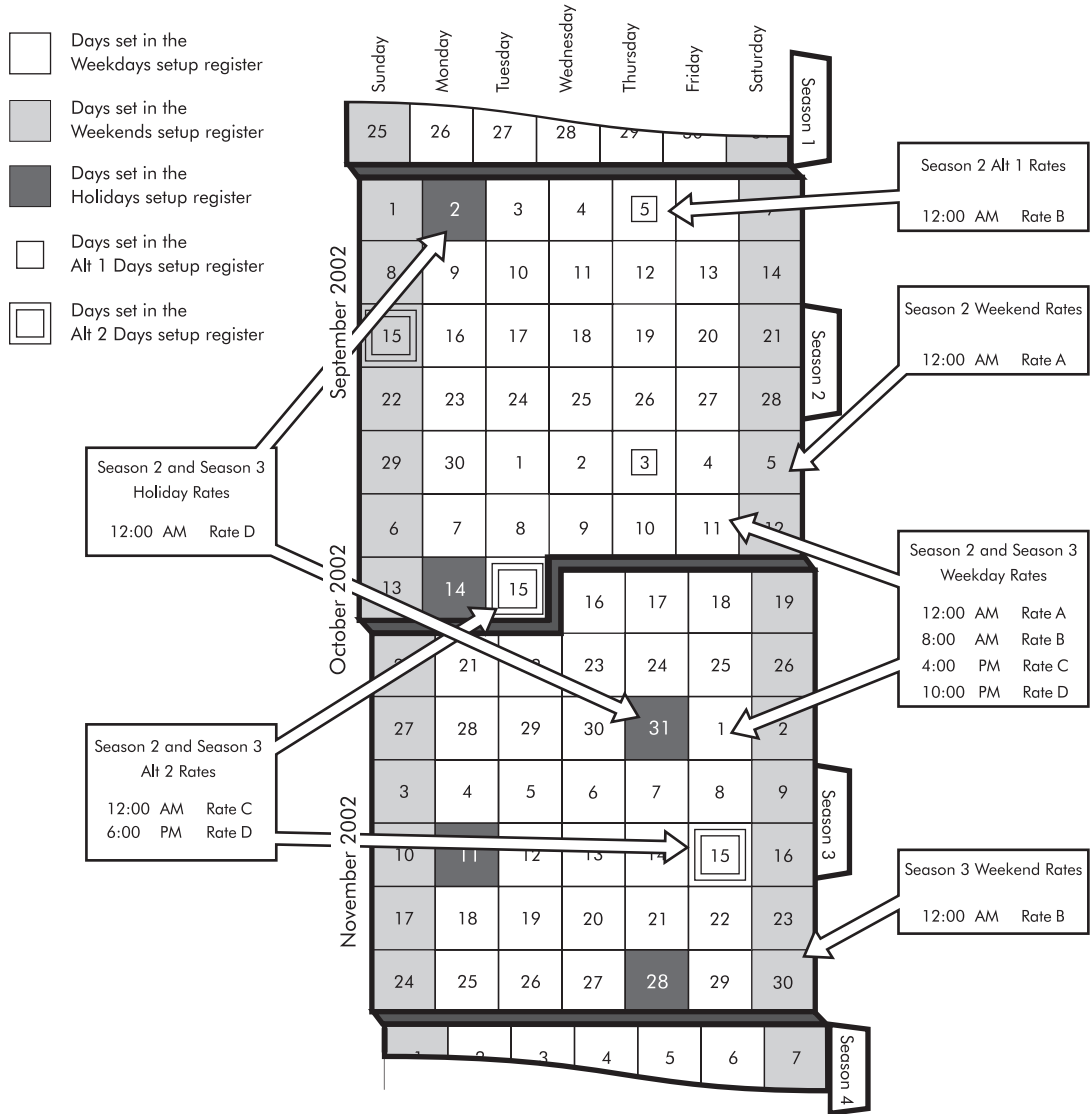 Days set in the
Weekdays setup register
Days set in the
Weekends setup register
Days set in the
Holidays setup register
Days set in the
Alt 1 Days setup register
Days set in the
Alt 2 Days setup register
Sunday
Monday
Tuesday
Wednesday
Thursday
Friday
Saturday
Season 1
25 26 27 28 29
September 2002
1 2 3 4 5
8 9 10 11 12 13 14
15 16 17 18 19 20 21
22 23 24 25 26 27 28
29 30 1 2 3 4 5
October 2002
6 7 8 9 10 11 12
13 14 15
16 17 18 19
21 23 24 25 26
27 28 29 30 31 1 2
November 2002
3 4 5 6 7 8 9
10 11 12 13 14 15 16
17 18 19 20 21 22 23
24 25 26 27 28 29 30
4 5 6 7
Season 2
Season 3
Season 4
Season 2 Alt 1 Rates
12:00 AM Rate B
Season 2 Weekend Rates
12:00 AM Rate A
Season 2 and Season 3
Holiday Rates
12:00 AM Rate D
Season 2 and Season 3
Weekday Rates
12:00 AM Rate A
8:00 AM Rate B
4:00 PM Rate C
10:00 PM Rate D
Season 2 and Season 3
Alt 2 Rates
12:00 AM Rate C
6:00 PM Rate D
Season 3 Weekend Rates
12:00 AM Rate B